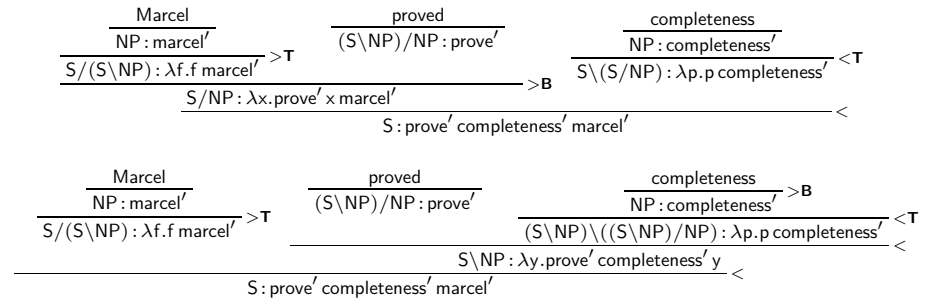 Marcel proved completeness
NP : marcel′ (S\NP)/NP : prove′ NP : completeness′
S/(S\NP) : λf.f marcel′ >T S\(S/NP) : λp.p completeness′ <T
S/NP : λx.prove′ x marcel′ >B
S : prove′ completeness′ marcel′ <
Marcel proved completeness
NP : marcel′ (S\NP)/NP : prove′ NP : completeness′ >B
S/(S\NP) : λf.f marcel′ >T (S\NP)\((S\NP)/NP) : λp.p completeness′ <T
S\NP : λy.prove′ completeness′ y <
S : prove′ completeness′ marcel′ <